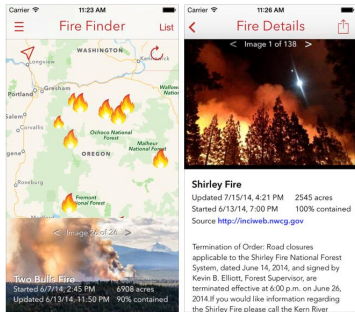 Carrier 11:23 AM
Fire Finder List
WASHINGTON
Longview
Kennewick
Portland Gresham
Salem
Corvallis
Ochoco National
Forest
Malheur
National Forest
OREGON
Roseburg
Fremont
National Forest
< Image 26 of 26 >
Two Bulls Fire
Started 6/7/14, 2:45 PM 6908 acres
Updated 6/13/14, 11:50 PM 90% contained
Carrier 11:26 AM
Fire Details
< Image 1 of 138 >
Shirley Fire
Updated 7/15/14, 4:21 PM 2545 acres
Started 6/13/14, 7:00 PM 100% contained
Source http://inciweb.nwcg.gov
Termination of Order: Road closures
applicable to the Shirley Fire National Forest
System, dated June 14, 2014, and signed by
Kevin B. Elliott, Forest Supervisor, are
terminated effective at 6:00 p.m. on June 26,
2014.If you would like information regarding
the Shirley Fire please call the Kern River